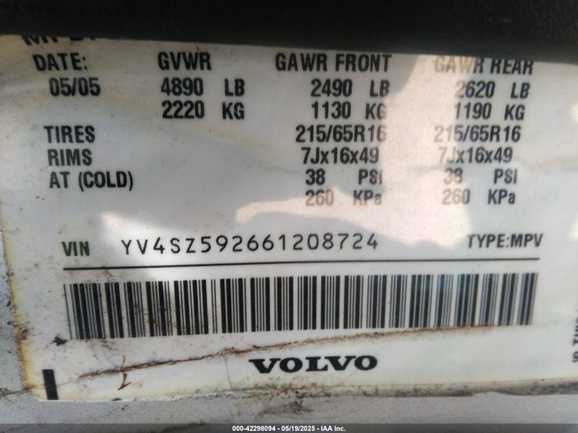 DATE: GVWR GAWR FRONT GAWR REAR
05/05 4890 LB 2490 LB 2620 LB
2220 KG 1130 KG 1190 KG
TIRES 215/65R16 215/65R16
RIMS 7Jx16x49 7Jx16x49
AT (COLD) 38 PSI 38 PSI
260 KPa 260 KPa
VIN YV4SZ592661208724 TYPE:MPV
VOLVO
000-42298094 - 05/19/2025 - IAA Inc.